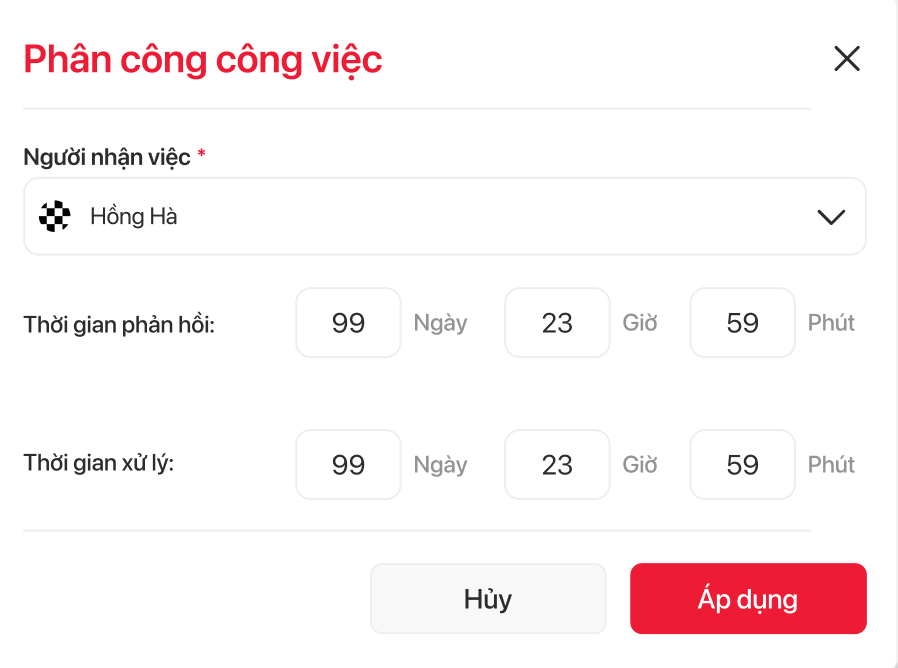 Phân công công việc
Người nhận việc *
Hồng Hà
Thời gian phản hồi: 99 Ngày 23 Giờ 59 Phút
Thời gian xử lý: 99 Ngày 23 Giờ 59 Phút
Hủy Áp dụng